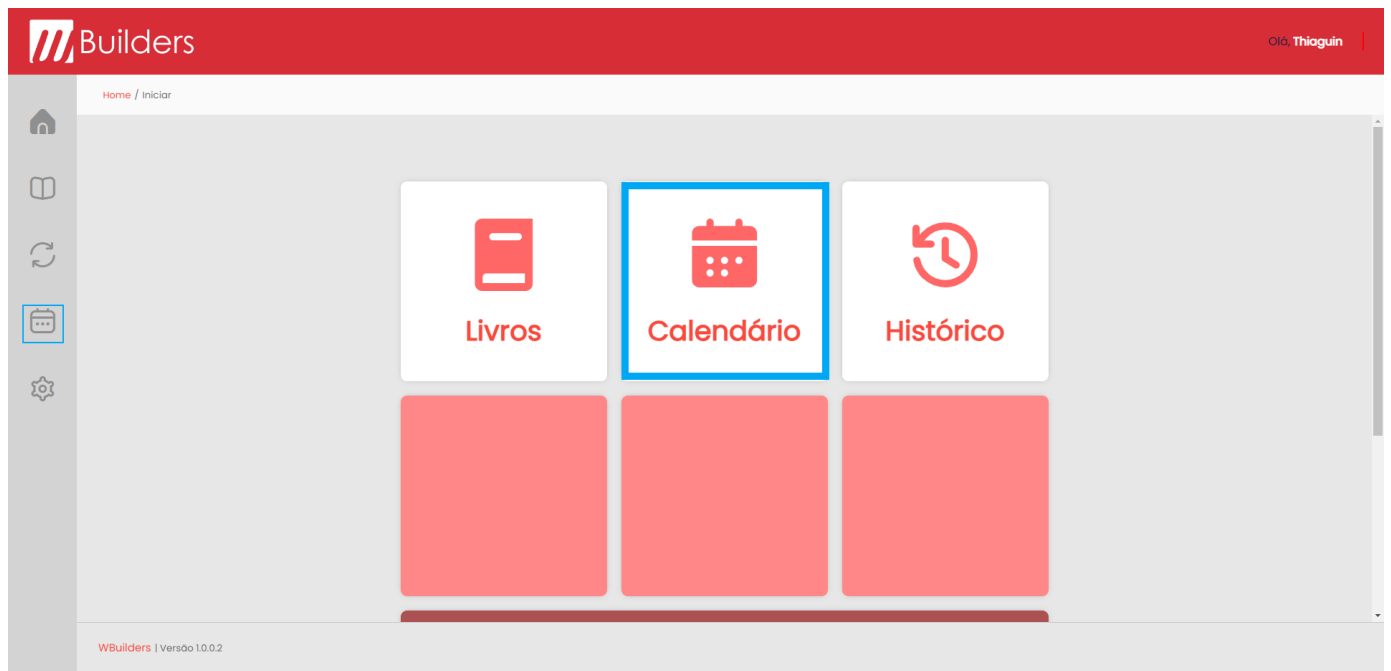 Builders
Olá, Thiaguin
Home / Iniciar
Livros
Calendário
Histórico
WBuilders | Versão 1.0.0.2